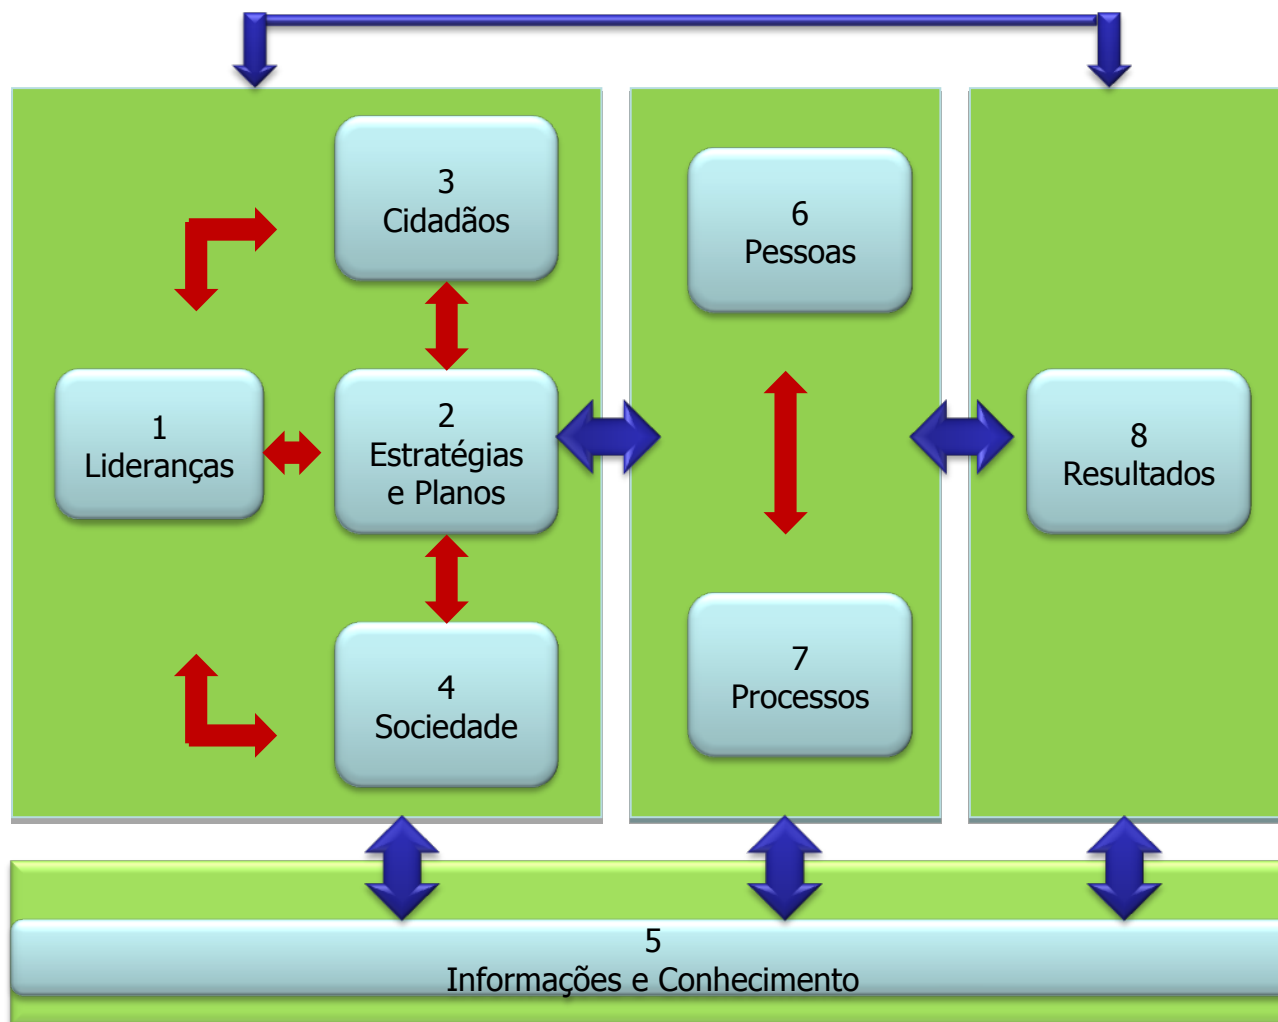 3
Cidadãos
6
Pessoas
1
Lideranças
2
Estratégias
e Planos
8
Resultados
4
Sociedade
7
Processos
5
Informações e Conhecimento